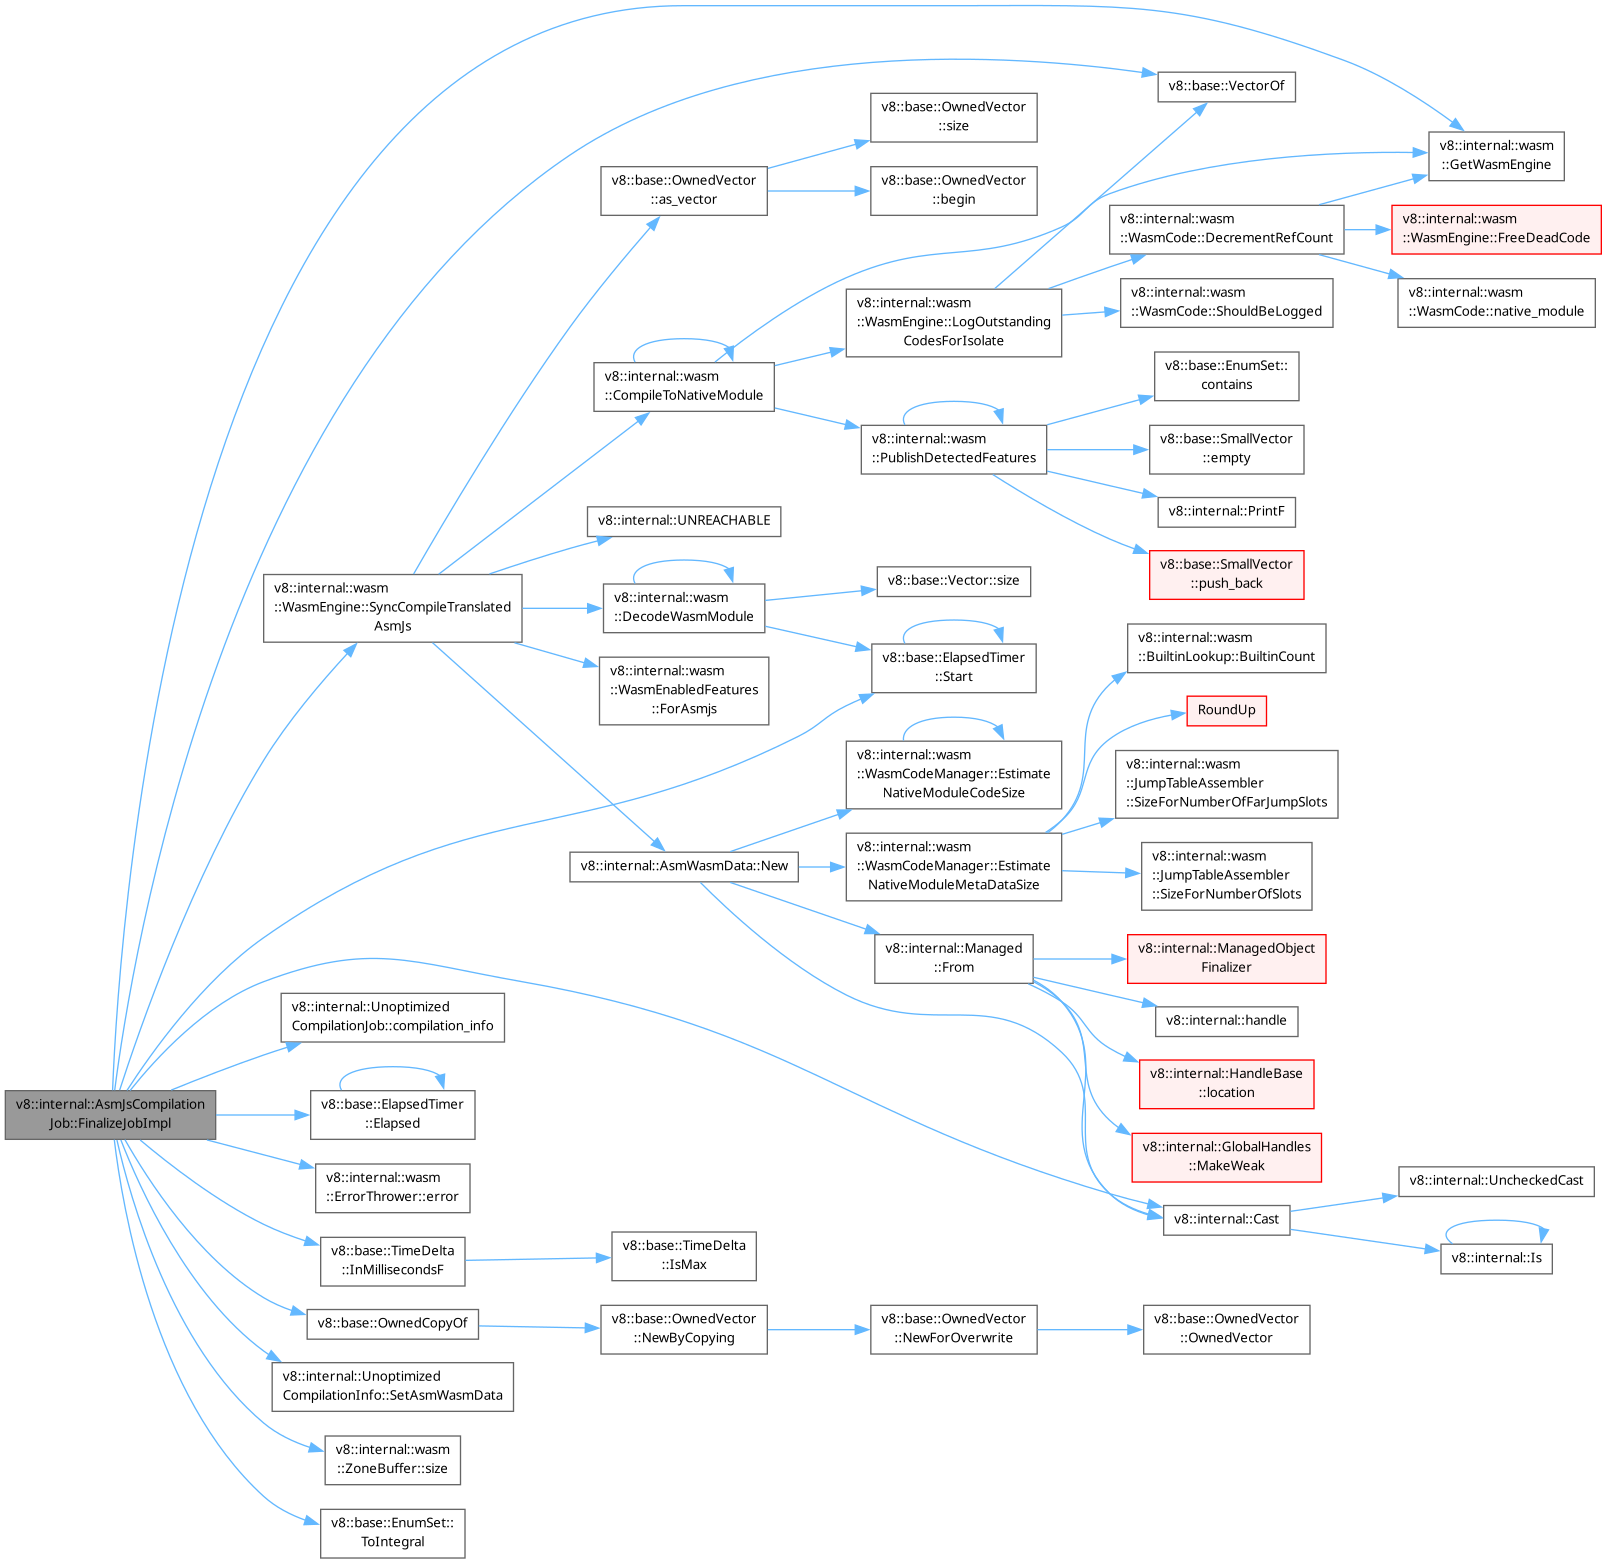 v8::base::VectorOf
v8::base::OwnedVector
::size
v8::internal::wasm
::GetWasmEngine
v8::base::OwnedVector
::as_vector
v8::base::OwnedVector
::begin
v8::internal::wasm
::WasmCode::DecrementRefCount
v8::internal::wasm
::WasmEngine::FreeDeadCode
v8::internal::wasm
::WasmCode::native_module
v8::internal::wasm
::WasmEngine::LogOutstanding
CodesForIsolate
v8::internal::wasm
::WasmCode::ShouldBeLogged
v8::internal::wasm
::CompileToNativeModule
v8::base::EnumSet::
contains
v8::internal::wasm
::PublishDetectedFeatures
v8::base::SmallVector
::empty
v8::internal::PrintF
v8::internal::UNREACHABLE
v8::base::SmallVector
::push_back
v8::internal::wasm
::WasmEngine::SyncCompileTranslated
AsmJs
v8::internal::wasm
::DecodeWasmModule
v8::base::Vector::size
v8::base::ElapsedTimer
::Start
v8::internal::wasm
::BuiltinLookup::BuiltinCount
v8::internal::wasm
::WasmEnabledFeatures
::ForAsmjs
RoundUp
v8::internal::wasm
::WasmCodeManager::Estimate
NativeModuleCodeSize
v8::internal::wasm
::JumpTableAssembler
::SizeForNumberOfFarJumpSlots
v8::internal::AsmWasmData::New
v8::internal::wasm
::WasmCodeManager::Estimate
NativeModuleMetaDataSize
v8::internal::wasm
::JumpTableAssembler
::SizeForNumberOfSlots
v8::internal::Managed
::From
v8::internal::ManagedObject
Finalizer
v8::internal::handle
v8::internal::Unoptimized
CompilationJob::compilation_info
v8::internal::HandleBase
::location
v8::internal::AsmJsCompilation
Job::FinalizeJobImpl
v8::base::ElapsedTimer
::Elapsed
v8::internal::GlobalHandles
::MakeWeak
v8::internal::wasm
::ErrorThrower::error
v8::internal::UncheckedCast
v8::internal::Cast
v8::internal::Is
v8::base::TimeDelta
::InMillisecondsF
v8::base::TimeDelta
::IsMax
v8::base::OwnedCopyOf
v8::base::OwnedVector
::NewByCopying
v8::base::OwnedVector
::NewForOverwrite
v8::base::OwnedVector
::OwnedVector
v8::internal::Unoptimized
CompilationInfo::SetAsmWasmData
v8::internal::wasm
::ZoneBuffer::size
v8::base::EnumSet::
ToIntegral